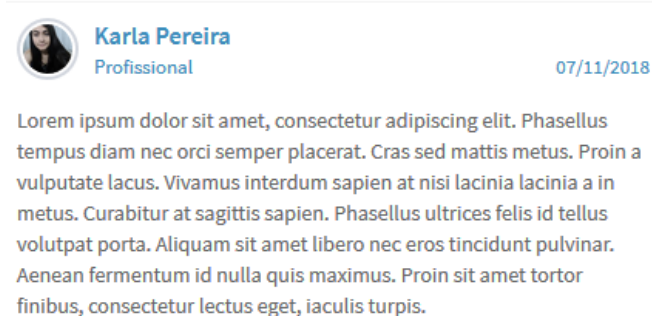 Karla Pereira
Profissional
07/11/2018
Lorem ipsum dolor sit amet, consectetur adipiscing elit. Phasellus
tempus diam nec orci semper placerat. Cras sed mattis metus. Proin a
vulputate lacus. Vivamus interdum sapien at nisi lacinia lacinia a in
metus. Curabitur at sagittis sapien. Phasellus ultrices felis id tellus
volutpat porta. Aliquam sit amet libero nec eros tincidunt pulvinar.
Aenean fermentum id nulla quis maximus. Proin sit amet tortor
finibus, consectetur lectus eget, iaculis turpis.